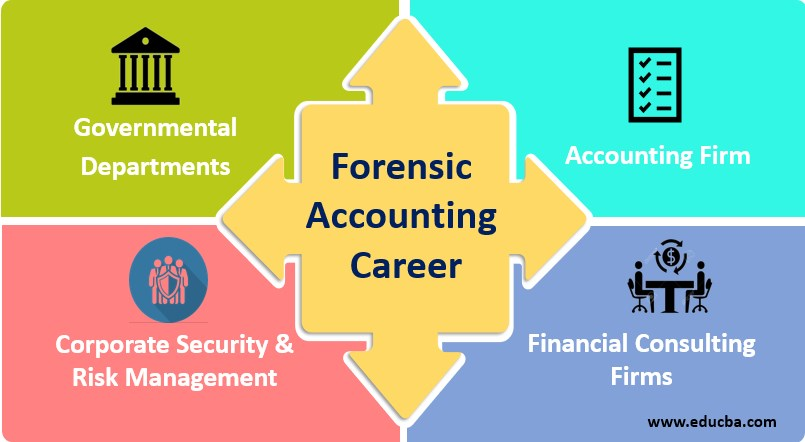 Governmental
Departments
Accounting Firm
Forensic
Accounting
Career
Corporate Security &
Risk Management
Financial Consulting
Firms
www.educba.com